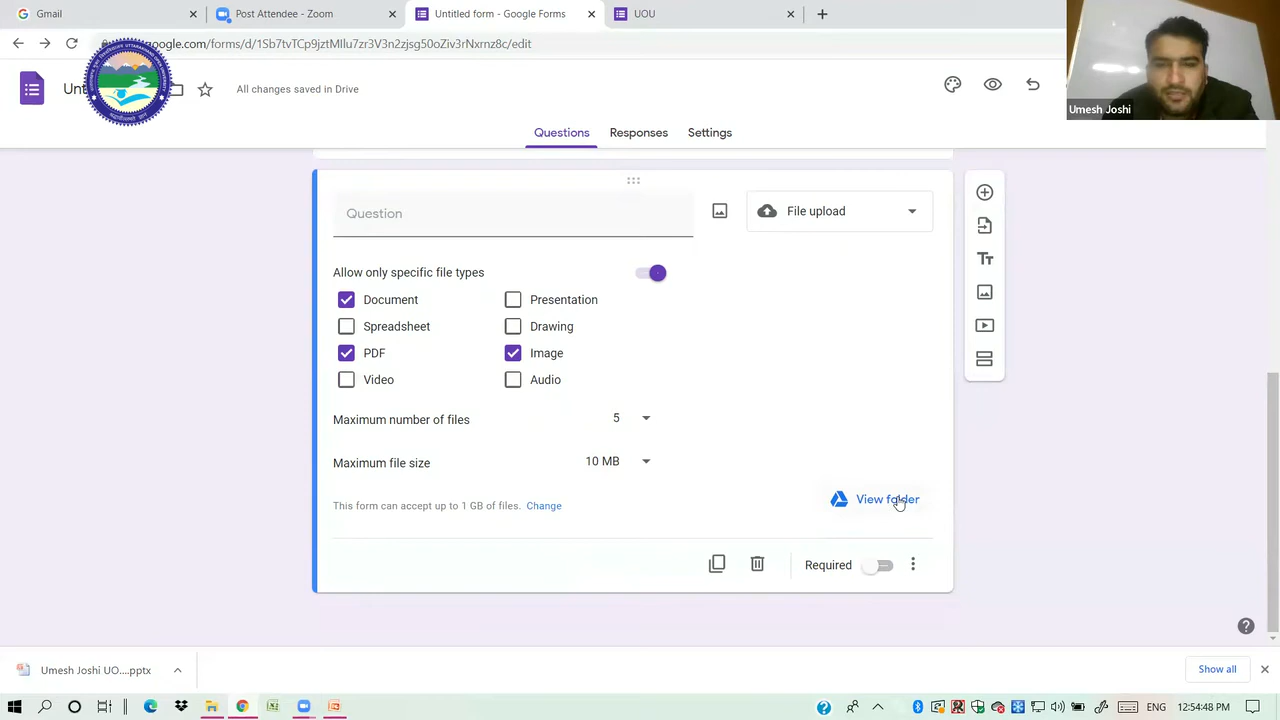 Gmail
Post Attendee - Zoom
Untitled form - Google Forms
UOU
google.com/forms/d/1Sb7tvTCp9jztMIlu7zr3V3n2zjsg50oZiv3rNxrnz8c/edit
All changes saved in Drive
Umesh Joshi
Questions
Responses
Settings
Question
File upload
Allow only specific file types
Document
Presentation
Spreadsheet
Drawing
PDF
Image
Video
Audio
Maximum number of files
5
Maximum file size
10 MB
View folder
This form can accept up to 1 GB of files. Change
Required
Umesh Joshi UO....pptx
Show all
ENG
12:54:48 PM